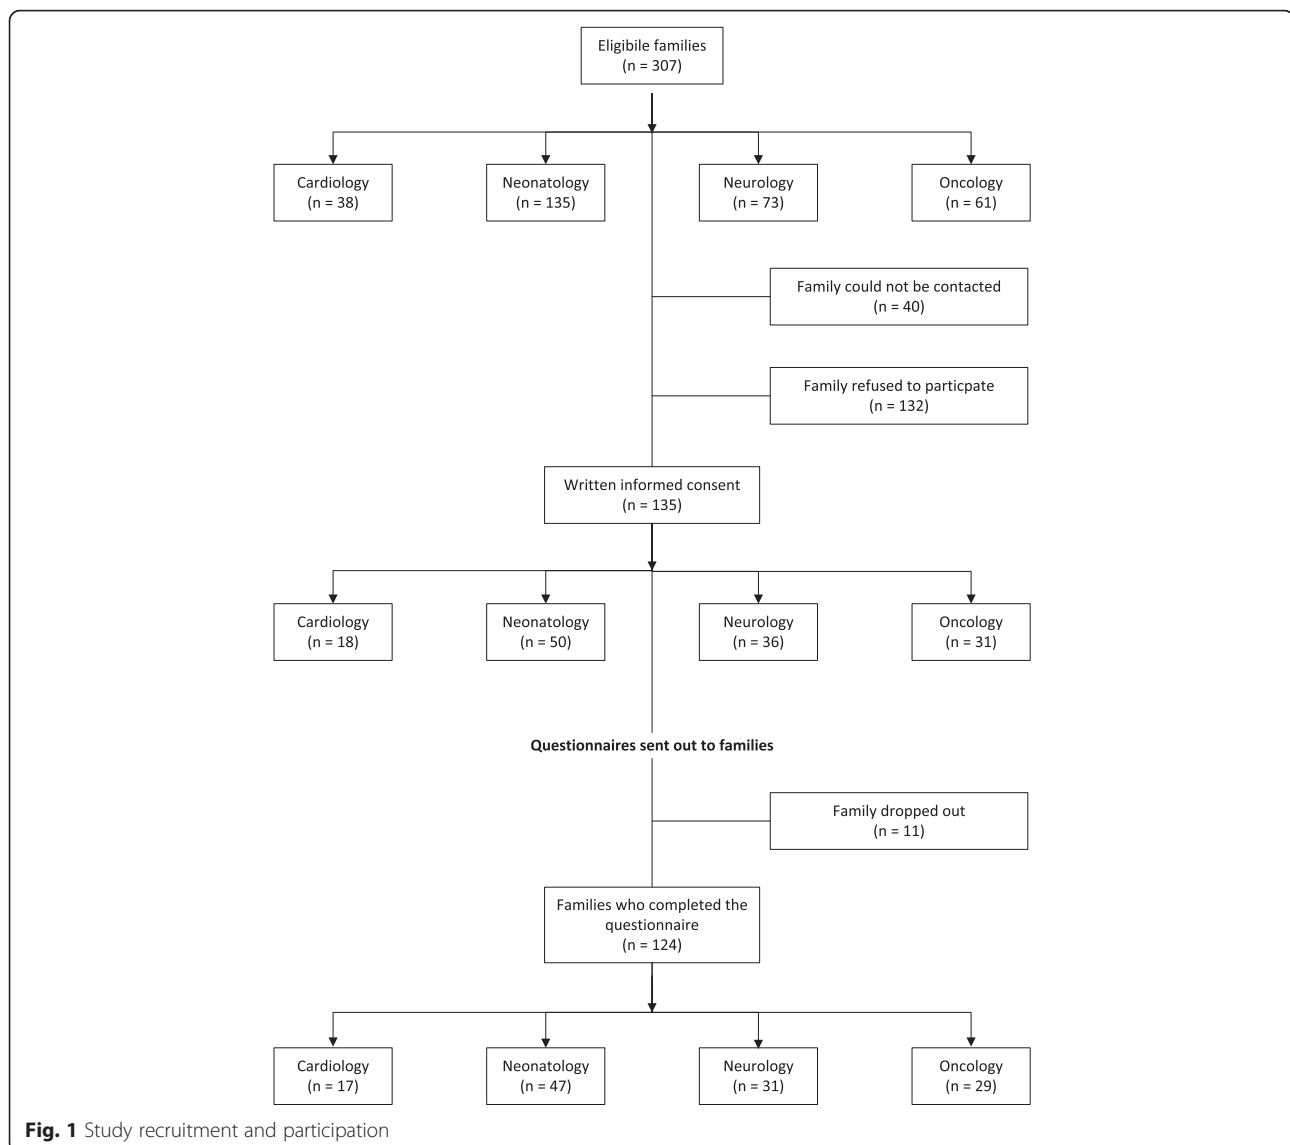 Eligibile families
(n = 307)
Cardiology
(n = 38)
Neonatology
(n = 135)
Neurology
(n = 73)
Oncology
(n = 61)
Family could not be contacted
(n = 40)
Family refused to particpate
(n = 132)
Written informed consent
(n = 135)
Cardiology
(n = 18)
Neonatology
(n = 50)
Neurology
(n = 36)
Oncology
(n = 31)
Questionnaires sent out to families
Family dropped out
(n = 11)
Families who completed the
questionnaire
(n = 124)
Cardiology
(n = 17)
Neonatology
(n = 47)
Neurology
(n = 31)
Oncology
(n = 29)
Fig. 1 Study recruitment and participation